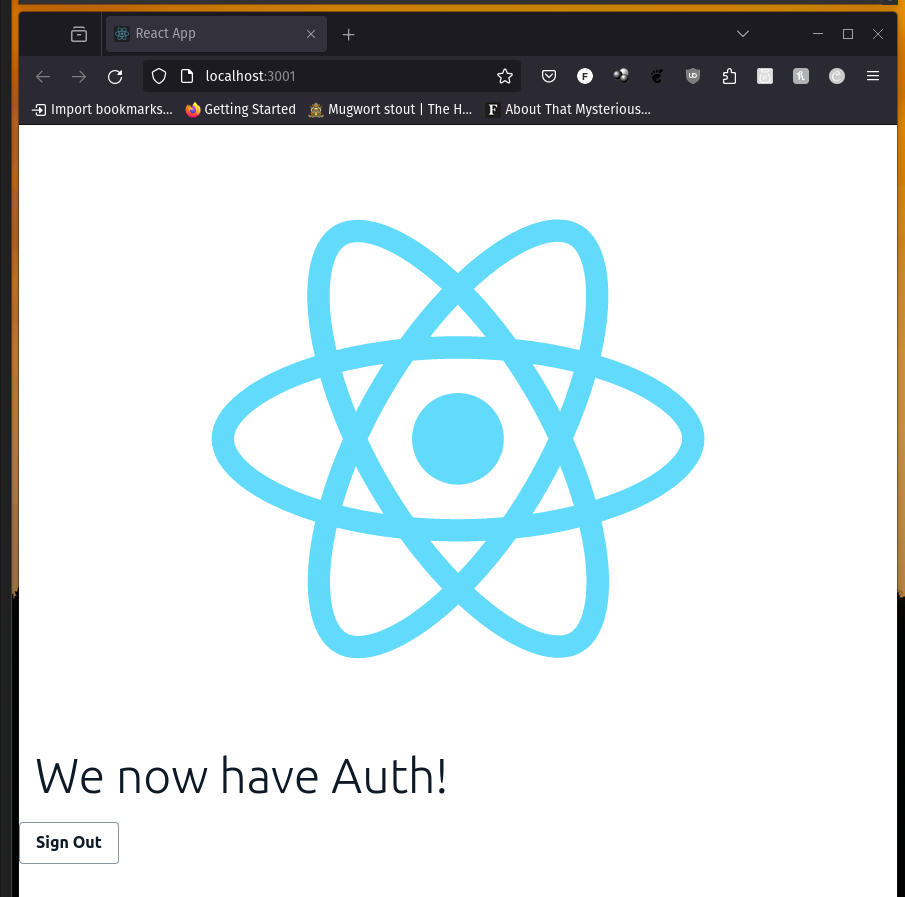 React App
localhost:3001
F
UD
Import bookmarks... Getting Started Mugwort stout | The H... F About That Mysterious...
We now have Auth!
Sign Out